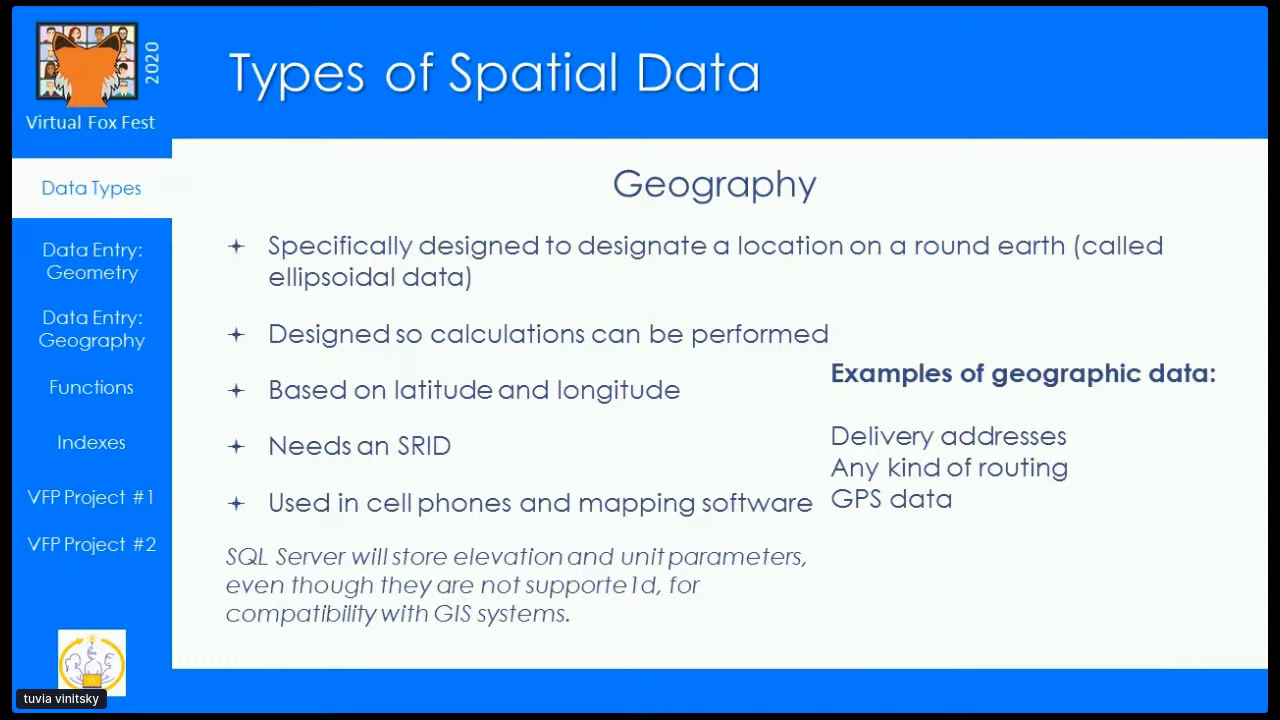 2020
Virtual Fox Fest
Types of Spatial Data
Data Types
Data Entry:
Geometry
Data Entry:
Geography
Functions
Indexes
VFP Project #1
VFP Project #2
Geography
Specifically designed to designate a location on a round earth (called
ellipsoidal data)
Designed so calculations can be performed
Based on latitude and longitude
Needs an SRID
Used in cell phones and mapping software
Examples of geographic data:
Delivery addresses
Any kind of routing
GPS data
SQL Server will store elevation and unit parameters,
even though they are not supporte1d, for
compatibility with GIS systems.
tuvia vinitsky